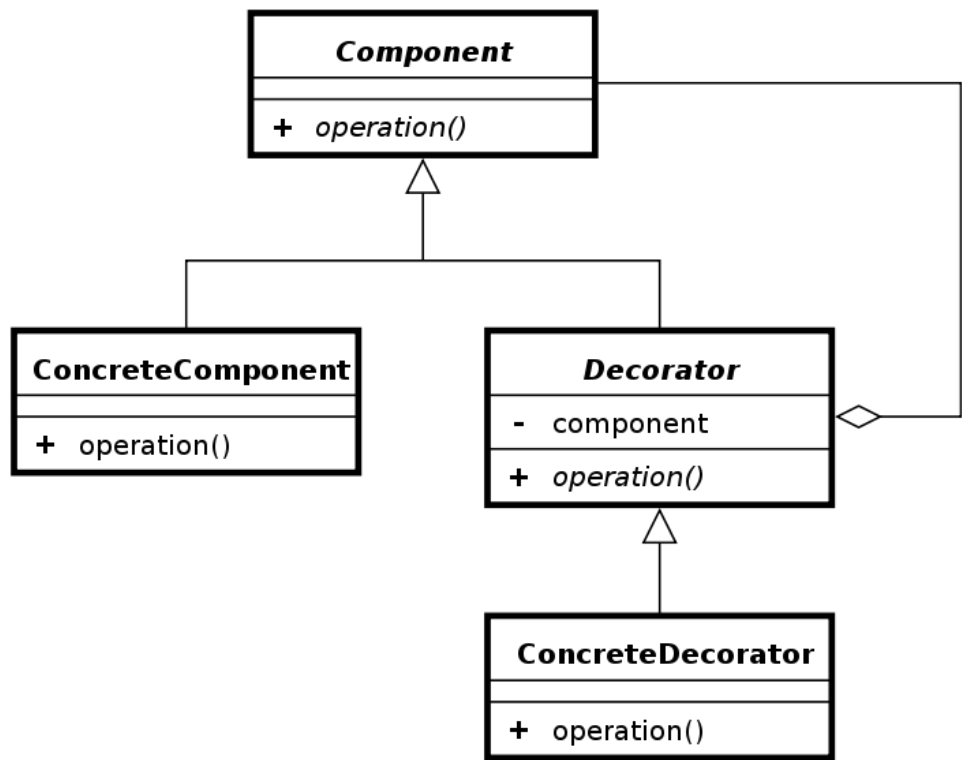 Component
+ operation()
ConcreteComponent
+ operation()
Decorator
- component
+ operation()
ConcreteDecorator
+ operation()